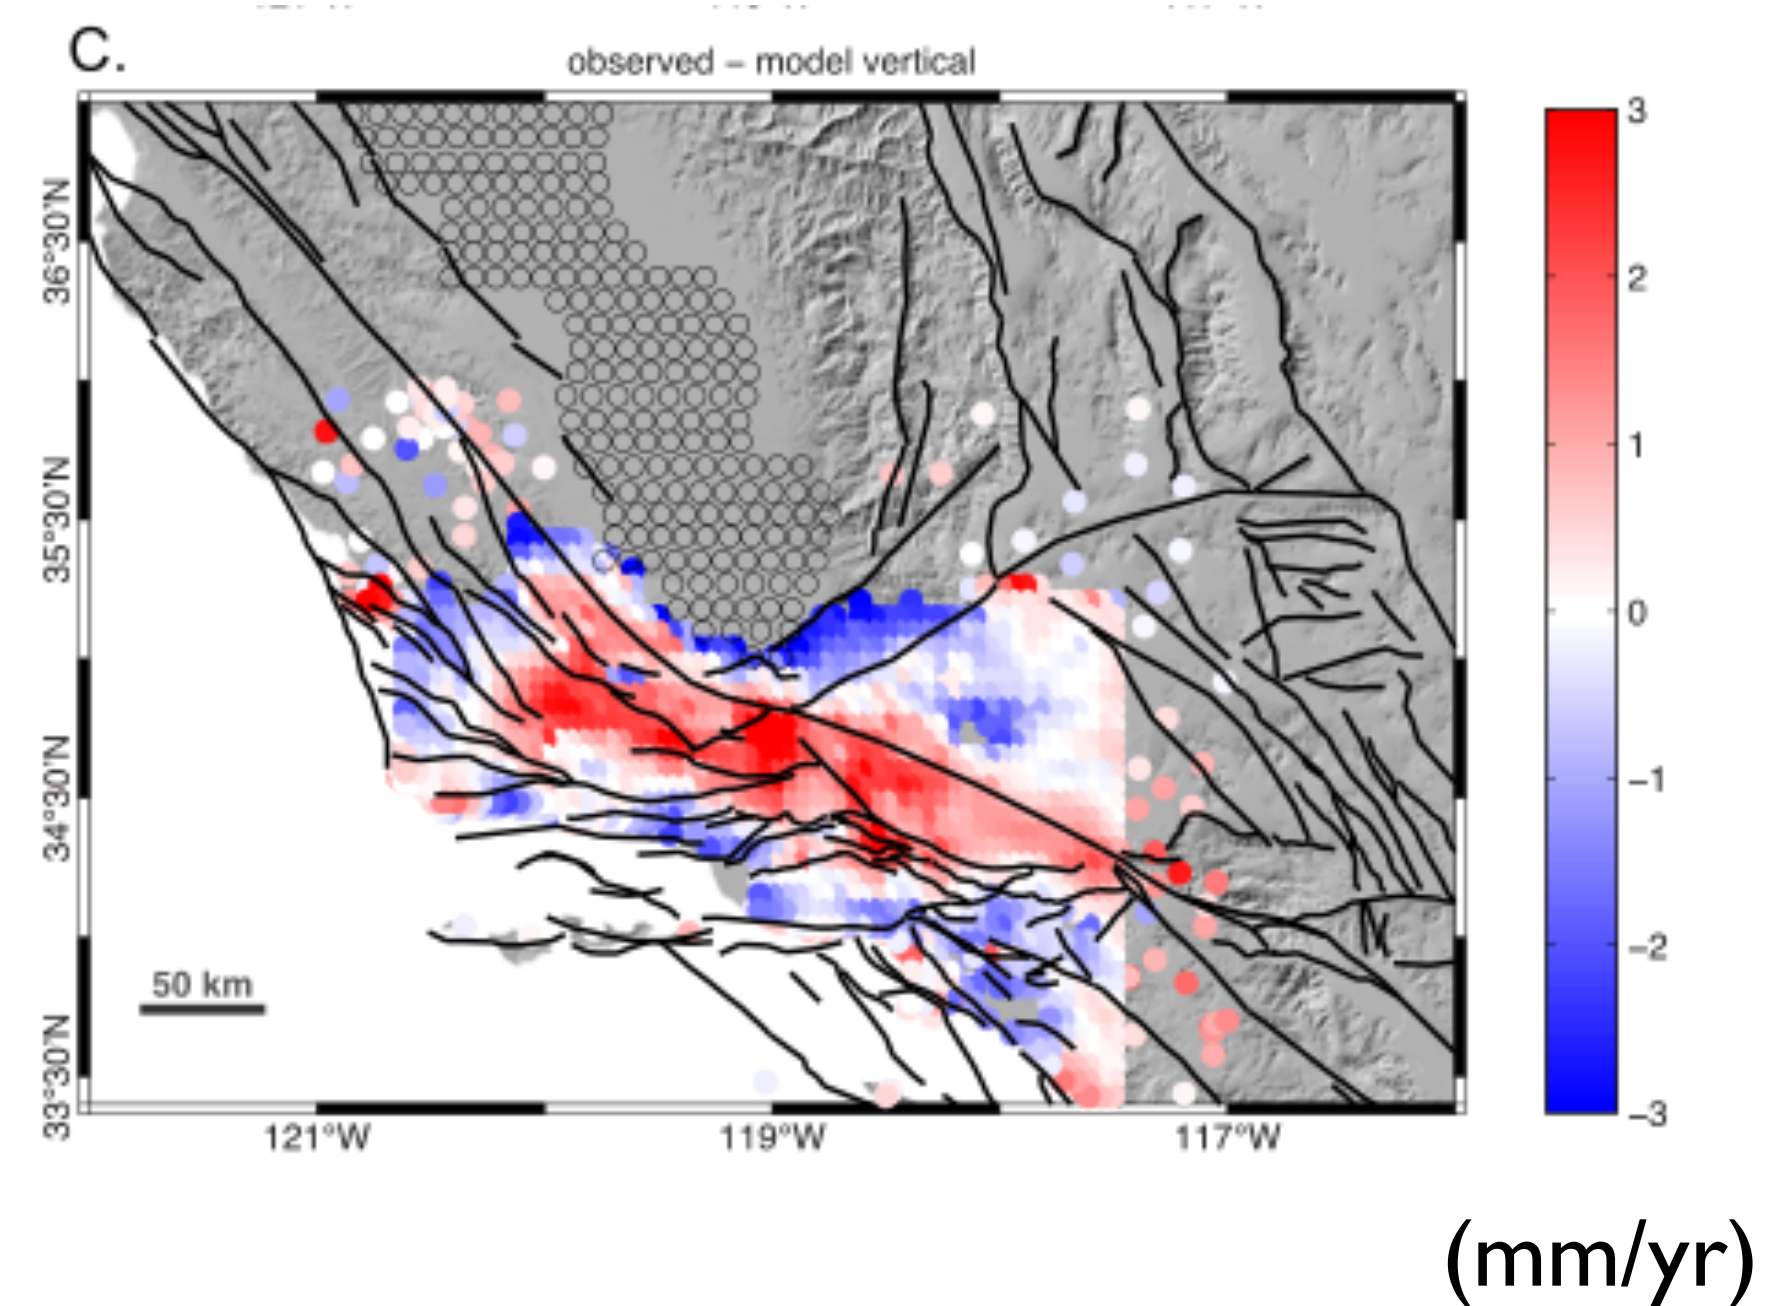 C.
observed – model vertical
36°30'N
35°30'N
34°30'N
33°30'N
50 km
121°W
119°W
117°W
3
2
1
0
−1
−2
−3
(mm/yr)